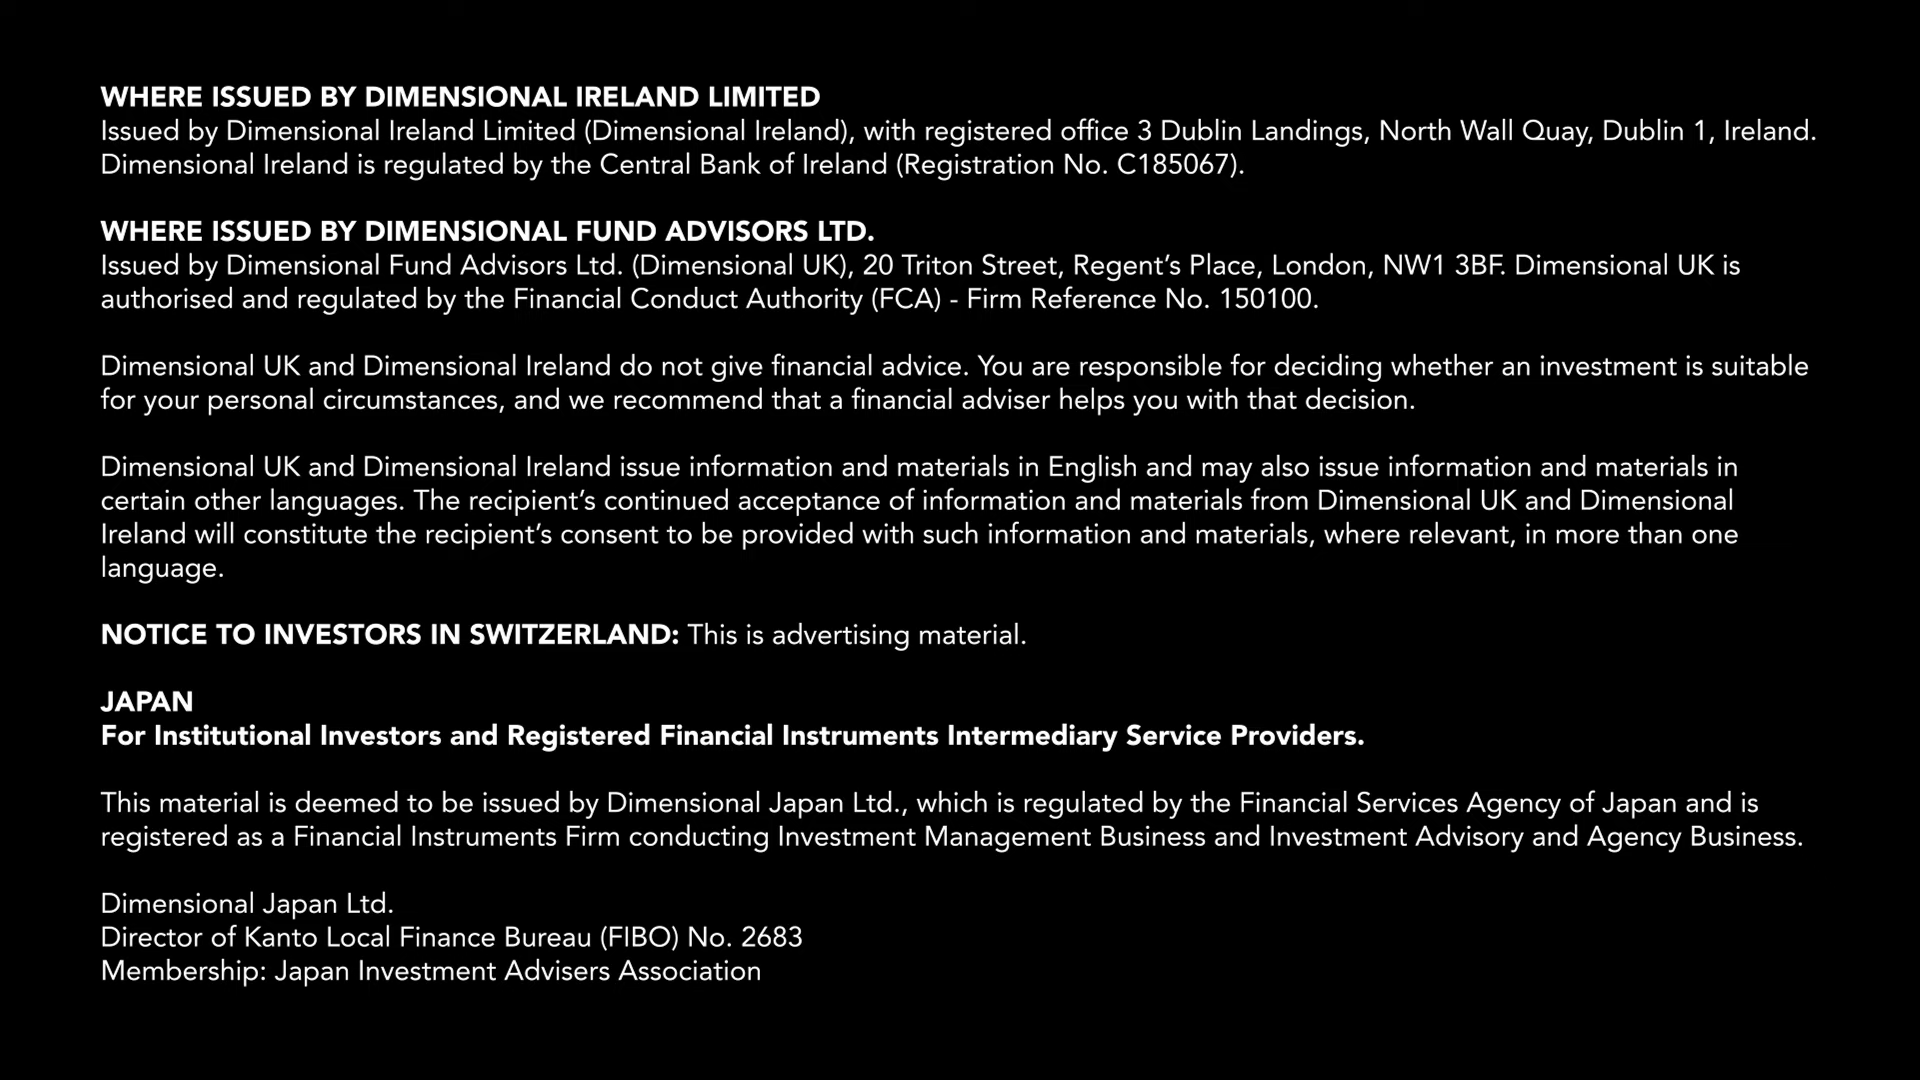 WHERE ISSUED BY DIMENSIONAL IRELAND LIMITED
Issued by Dimensional Ireland Limited (Dimensional Ireland), with registered office 3 Dublin Landings, North Wall Quay, Dublin 1, Ireland.
Dimensional Ireland is regulated by the Central Bank of Ireland (Registration No. C185067).
WHERE ISSUED BY DIMENSIONAL FUND ADVISORS LTD.
Issued by Dimensional Fund Advisors Ltd. (Dimensional UK), 20 Triton Street, Regent’s Place, London, NW1 3BF. Dimensional UK is
authorised and regulated by the Financial Conduct Authority (FCA) - Firm Reference No. 150100.
Dimensional UK and Dimensional Ireland do not give financial advice. You are responsible for deciding whether an investment is suitable
for your personal circumstances, and we recommend that a financial adviser helps you with that decision.
Dimensional UK and Dimensional Ireland issue information and materials in English and may also issue information and materials in
certain other languages. The recipient’s continued acceptance of information and materials from Dimensional UK and Dimensional
Ireland will constitute the recipient’s consent to be provided with such information and materials, where relevant, in more than one
language.
NOTICE TO INVESTORS IN SWITZERLAND: This is advertising material.
JAPAN
For Institutional Investors and Registered Financial Instruments Intermediary Service Providers.
This material is deemed to be issued by Dimensional Japan Ltd., which is regulated by the Financial Services Agency of Japan and is
registered as a Financial Instruments Firm conducting Investment Management Business and Investment Advisory and Agency Business.
Dimensional Japan Ltd.
Director of Kanto Local Finance Bureau (FIBO) No. 2683
Membership: Japan Investment Advisers Association